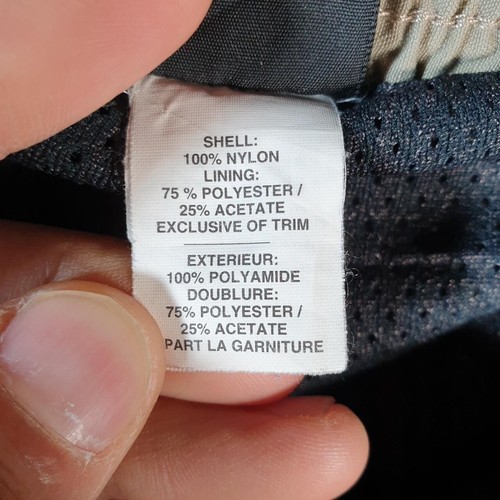 SHELL:
100% NYLON
LINING:
75 % POLYESTER /
25% ACETATE
EXCLUSIVE OF TRIM
EXTERIEUR:
100% POLYAMIDE
DOUBLURE:
75% POLYESTER /
25% ACETATE
PART LA GARNITURE